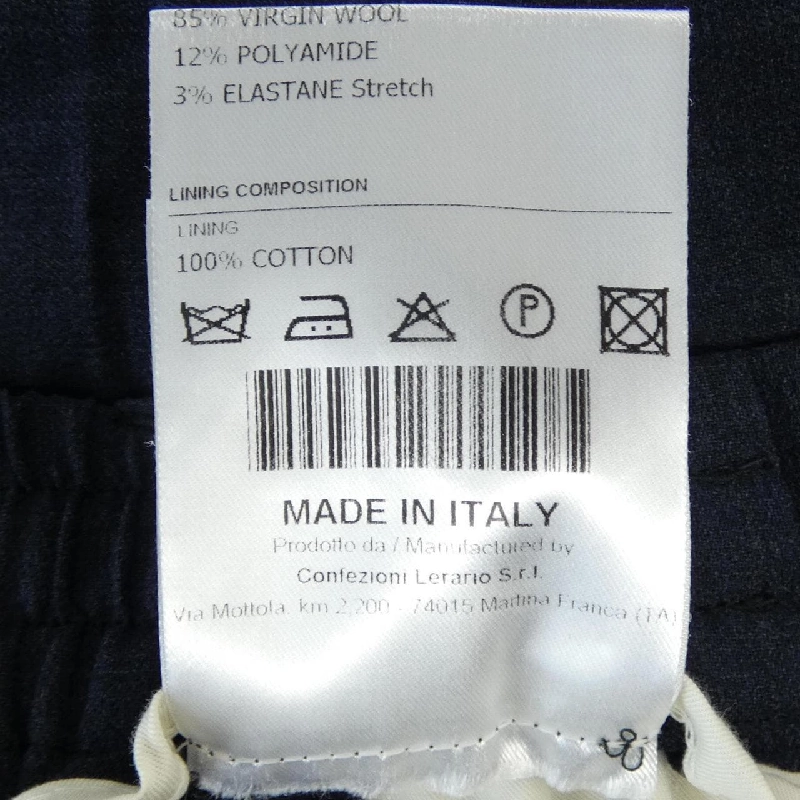 85% VIRGIN WOOL
12% POLYAMIDE
3% ELASTANE Stretch
LINING COMPOSITION
LINING
100% COTTON
P
MADE IN ITALY
Prodotto da / Manufactured by
Confezioni Lerario S.r.l.
Via Mottola, km 2,200 - 74015 Martina Franca (TA)